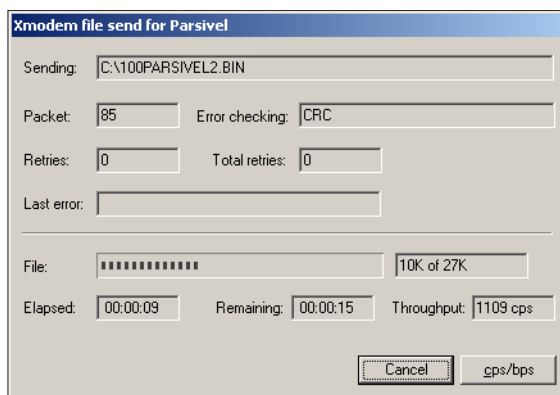 Xmodem file send for Parsivel
Sending: C:\100PARSIVEL2.BIN
Packet: 85 Error checking: CRC
Retries: 0 Total retries: 0
Last error:
File: 10K of 27K
Elapsed: 00:00:09 Remaining: 00:00:15 Throughput: 1109 cps
Cancel cps/bps